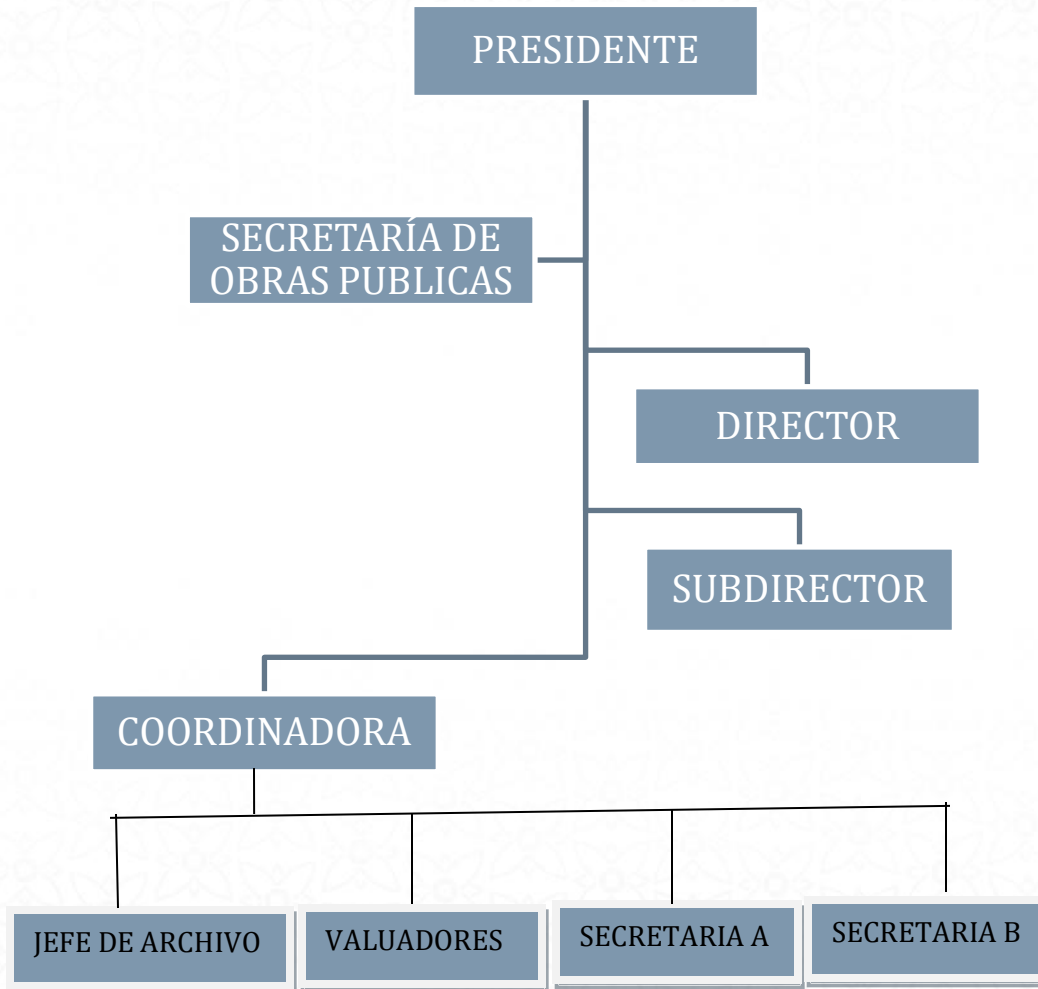 PRESIDENTE
SECRETARÍA DE
OBRAS PUBLICAS
DIRECTOR
SUBDIRECTOR
COORDINADORA
JEFE DE ARCHIVO
VALUADORES
SECRETARIA A
SECRETARIA B